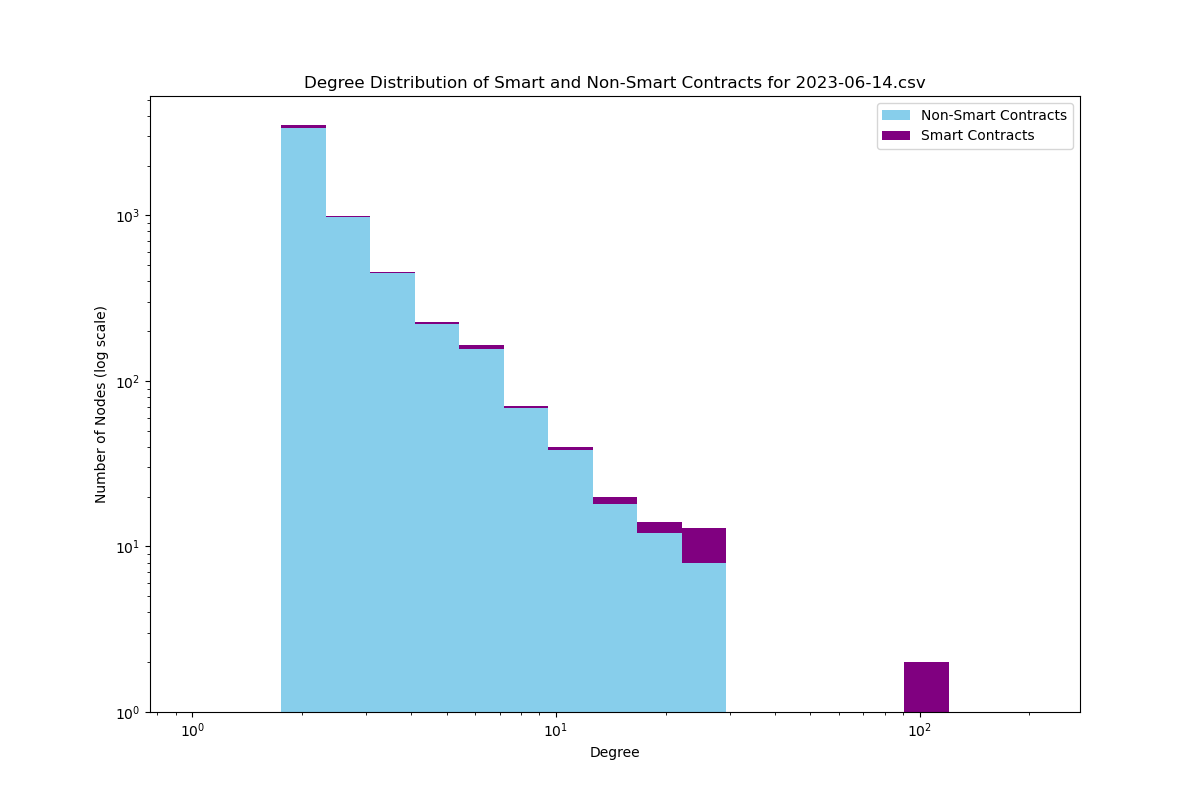 Degree Distribution of Smart and Non-Smart Contracts for 2023-06-14.csv
Non-Smart Contracts
Smart Contracts
Number of Nodes (log scale)
10³
10²
10¹
10⁰
10⁰ 10¹ 10²
Degree